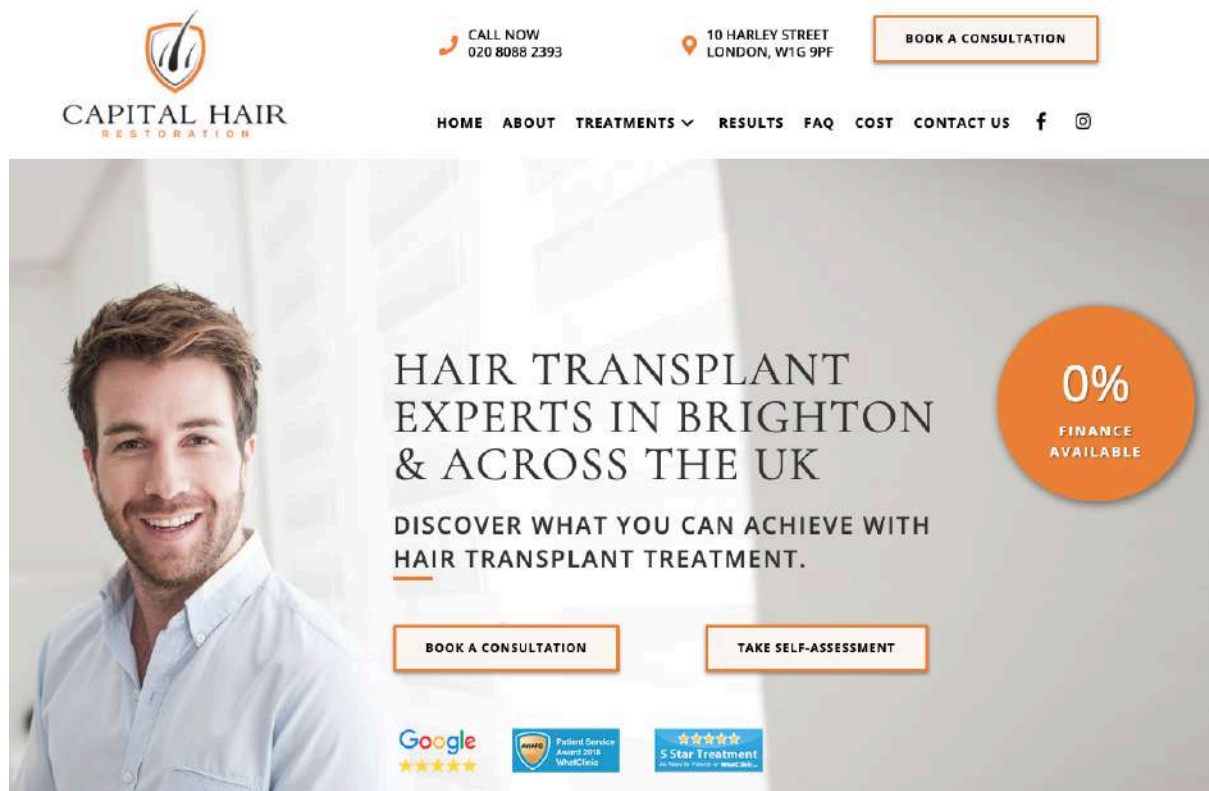 CAPITAL HAIR
RESTORATION
CALL NOW
020 8088 2393
10 HARLEY STREET
LONDON, W1G 9PF
BOOK A CONSULTATION
HOME ABOUT TREATMENTS RESULTS FAQ COST CONTACT US
HAIR TRANSPLANT
EXPERTS IN BRIGHTON
& ACROSS THE UK
DISCOVER WHAT YOU CAN ACHIEVE WITH
HAIR TRANSPLANT TREATMENT.
0%
FINANCE
AVAILABLE
BOOK A CONSULTATION
TAKE SELF-ASSESSMENT
Google
AWARD
Patient Service
Award 2018
WhatClinic
5 Star Treatment